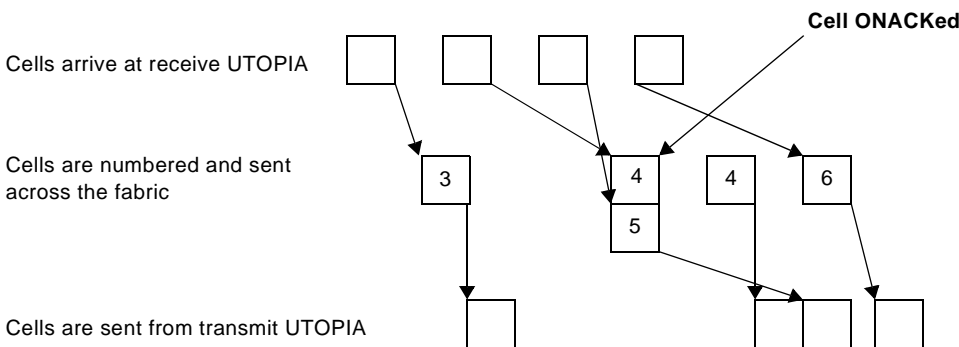 Cell ONACKed
Cells arrive at receive UTOPIA
Cells are numbered and sent
across the fabric
3
4
4
6
5
Cells are sent from transmit UTOPIA